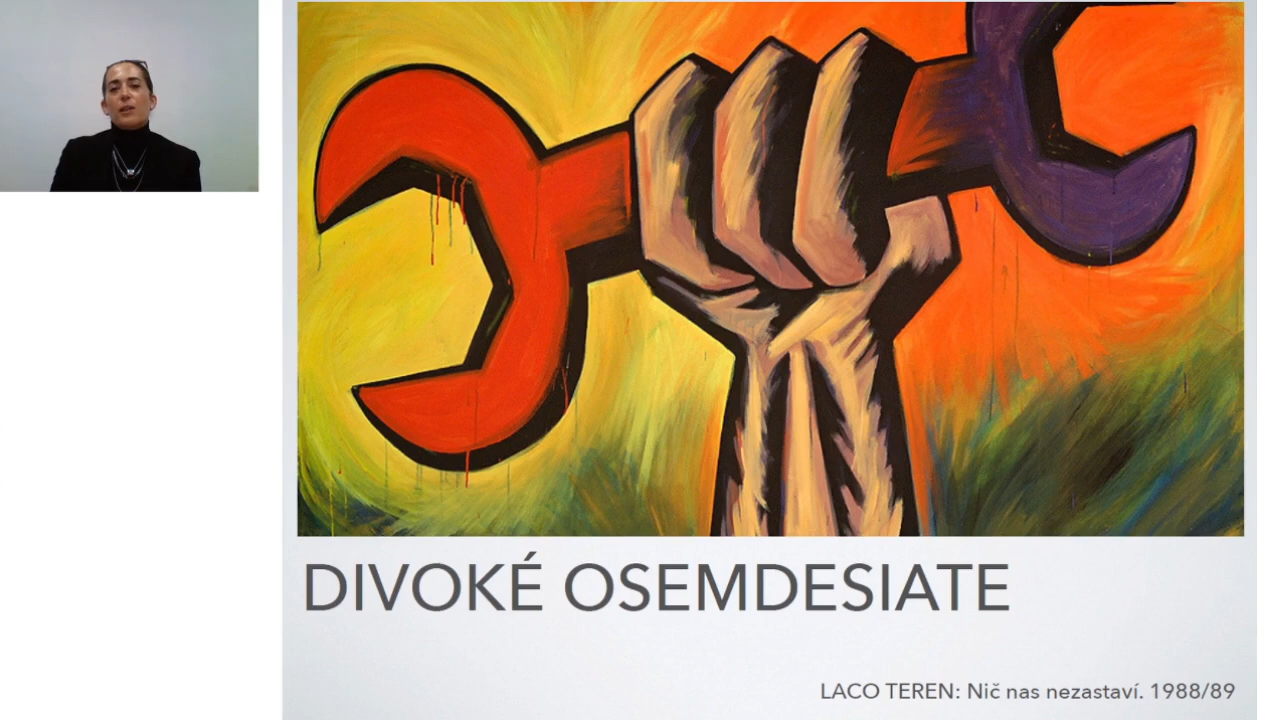 DIVOKÉ OSEMDESIATE
LACO TEREN: Nič nas nezastaví. 1988/89